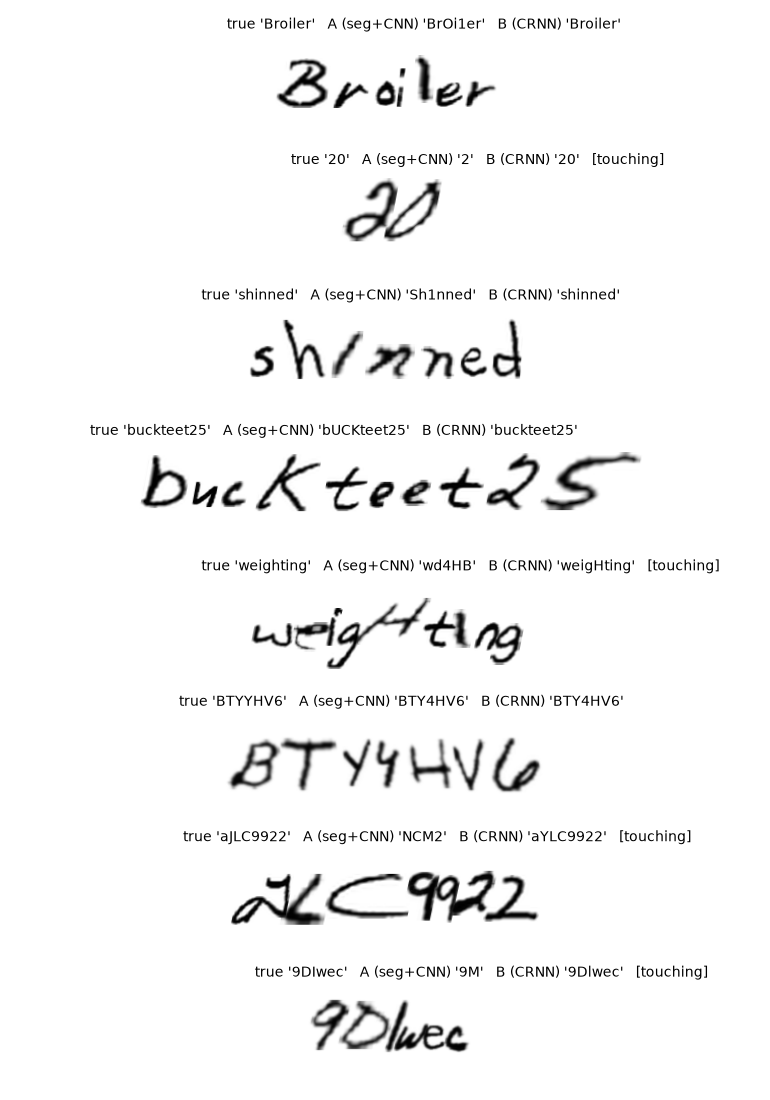 true 'Broiler'   A (seg+CNN) 'BrOi1er'   B (CRNN) 'Broiler'
Broiler
true '20'   A (seg+CNN) '2'   B (CRNN) '20'   [touching]
20
true 'shinned'   A (seg+CNN) 'Sh1nned'   B (CRNN) 'shinned'
shinned
true 'buckteet25'   A (seg+CNN) 'bUCKteet25'   B (CRNN) 'buckteet25'
bucKteet25
true 'weighting'   A (seg+CNN) 'wd4HB'   B (CRNN) 'weigHting'   [touching]
weigHting
true 'BTYYHV6'   A (seg+CNN) 'BTY4HV6'   B (CRNN) 'BTY4HV6'
BTYYHV6
true 'aJLC9922'   A (seg+CNN) 'NCM2'   B (CRNN) 'aYLC9922'   [touching]
aJLC9922
true '9DIwec'   A (seg+CNN) '9M'   B (CRNN) '9Dlwec'   [touching]
9DIwec